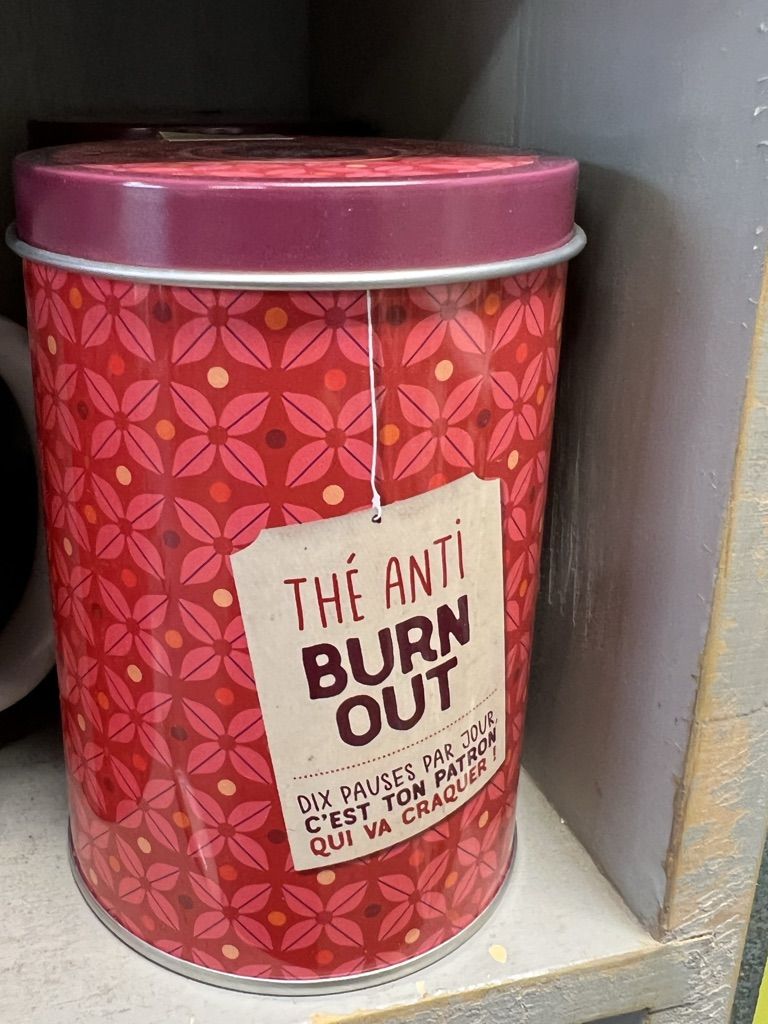 THÉ ANTi
BURN
OUT
DIX PAUSES PAR JOUR,
C'EST TON PATRON
QUI VA CRAQUER !